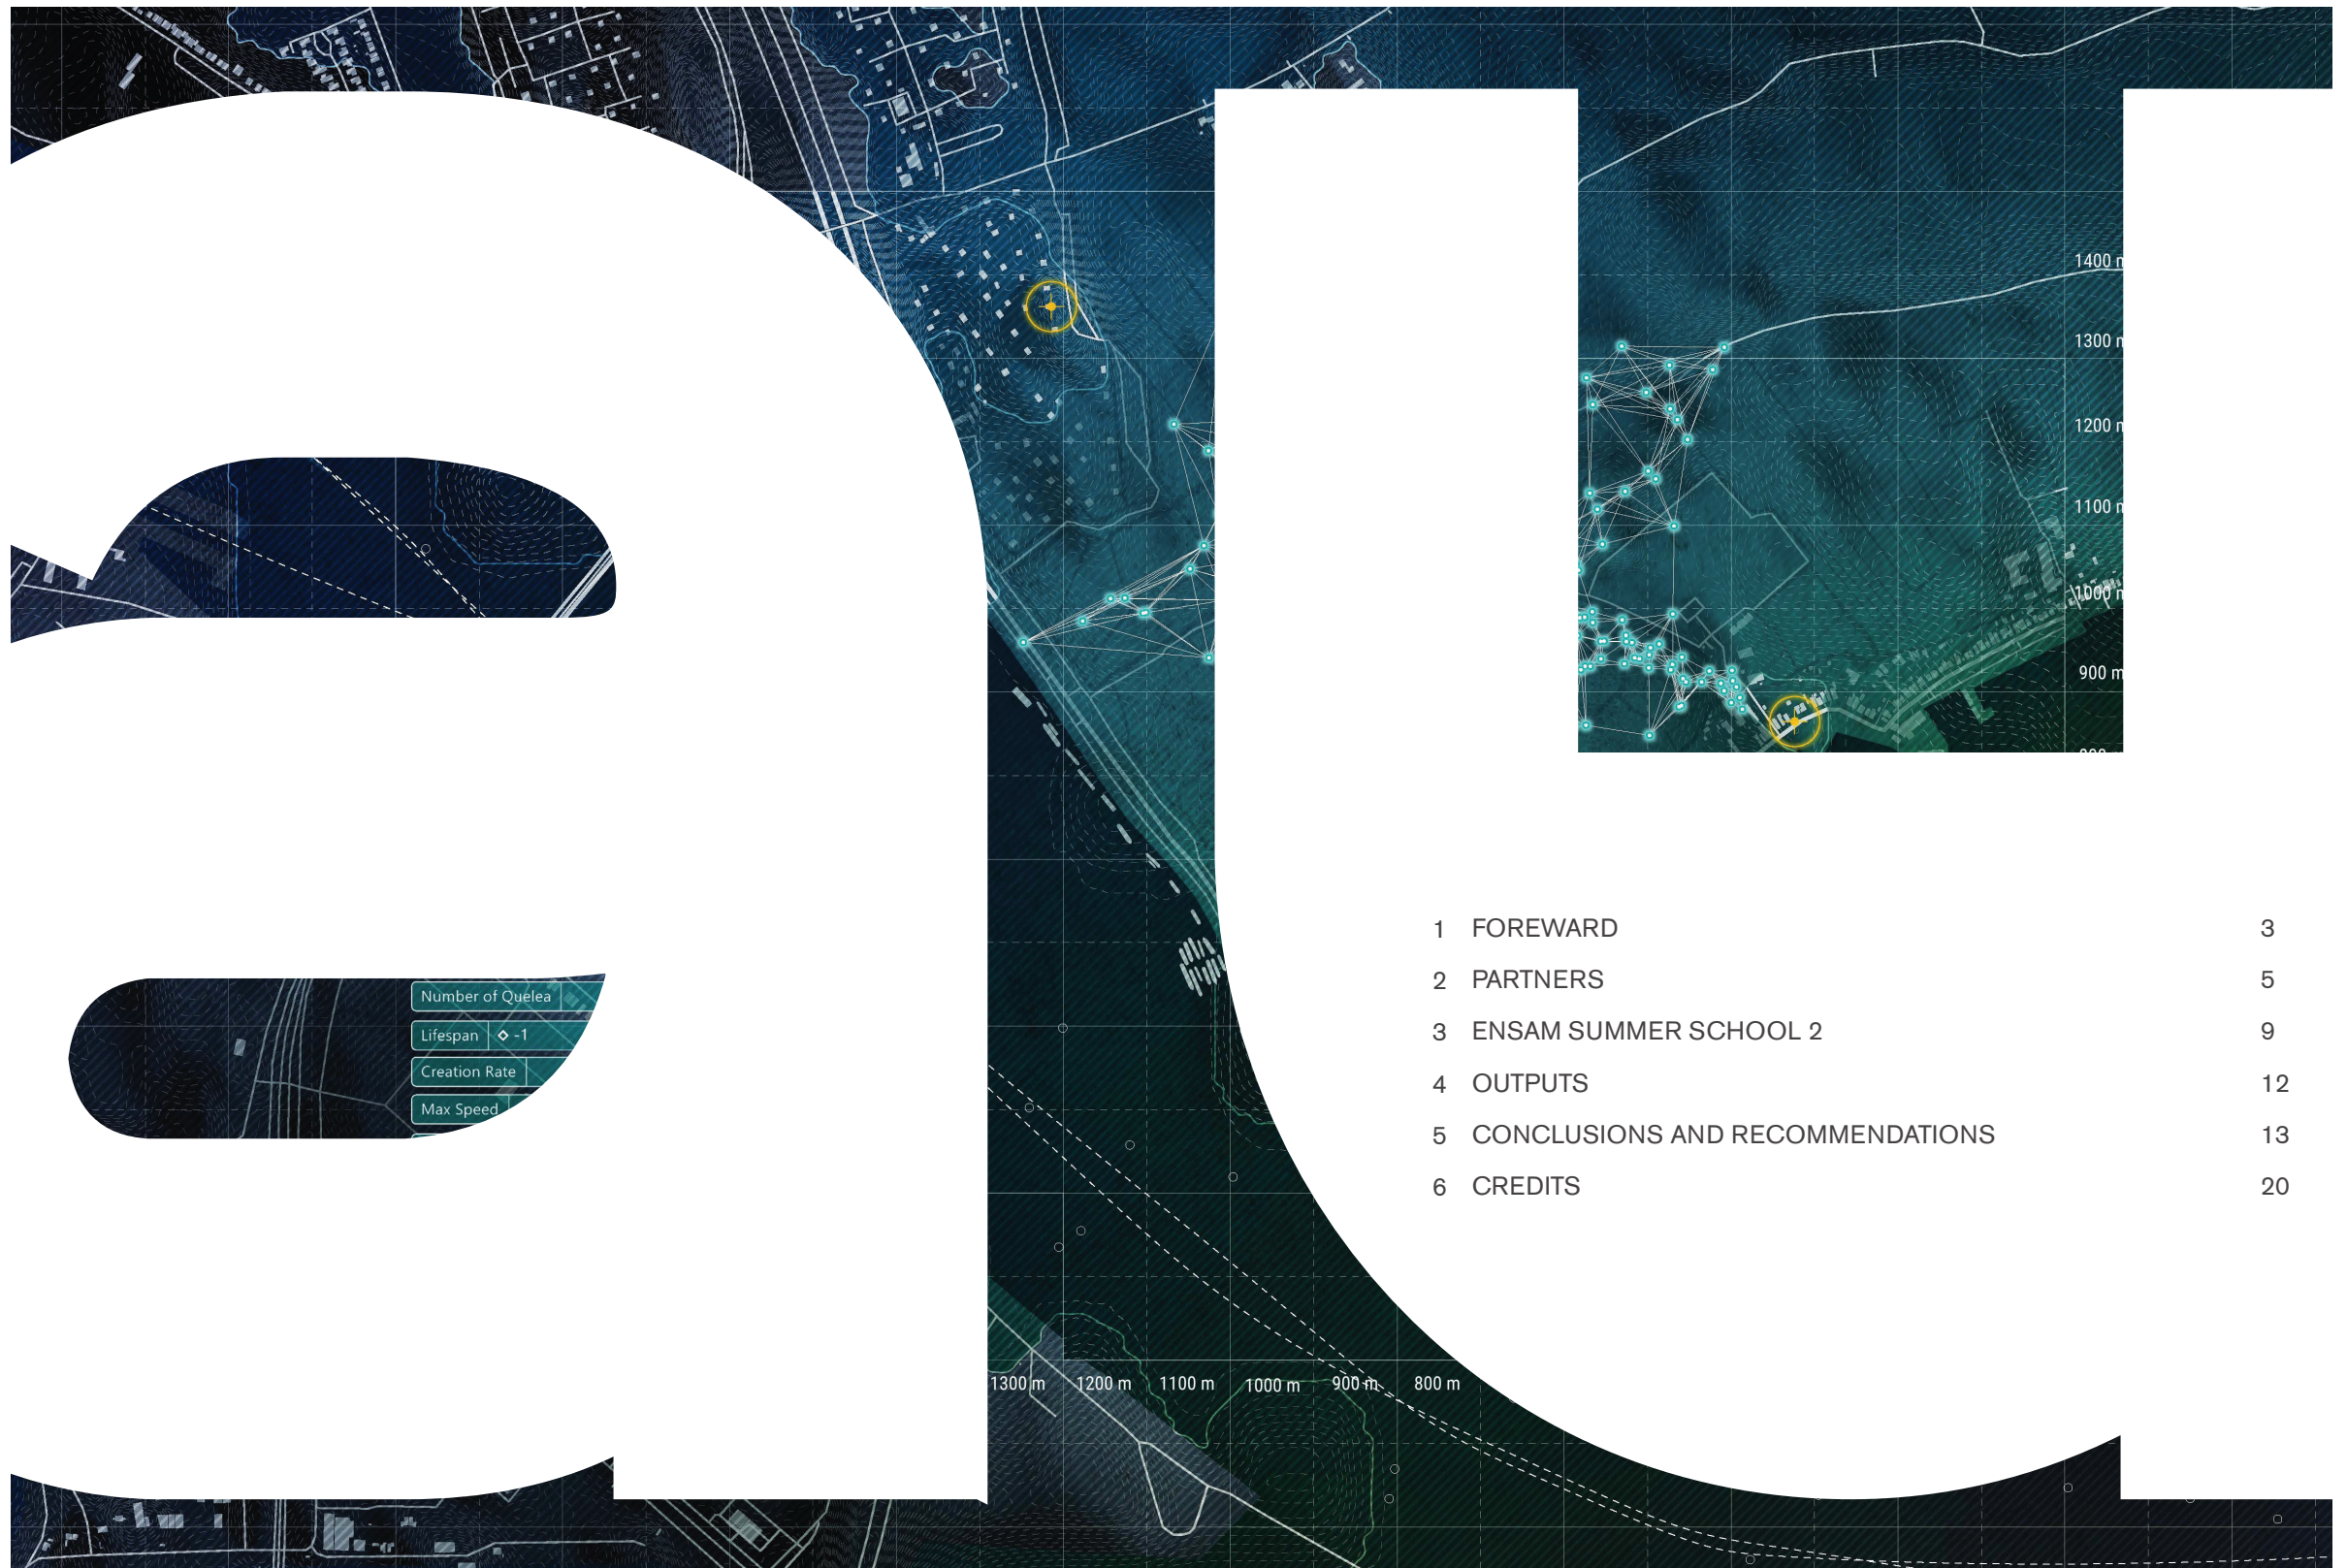 au
1400 m
1300 m
1200 m
1100 m
1000 m
900 m
Number of Quelea
Lifespan -1
Creation Rate
Max Speed
1 FOREWARD 3
2 PARTNERS 5
3 ENSAM SUMMER SCHOOL 2 9
4 OUTPUTS 12
5 CONCLUSIONS AND RECOMMENDATIONS 13
6 CREDITS 20
1300 m 1200 m 1100 m 1000 m 900 m 800 m